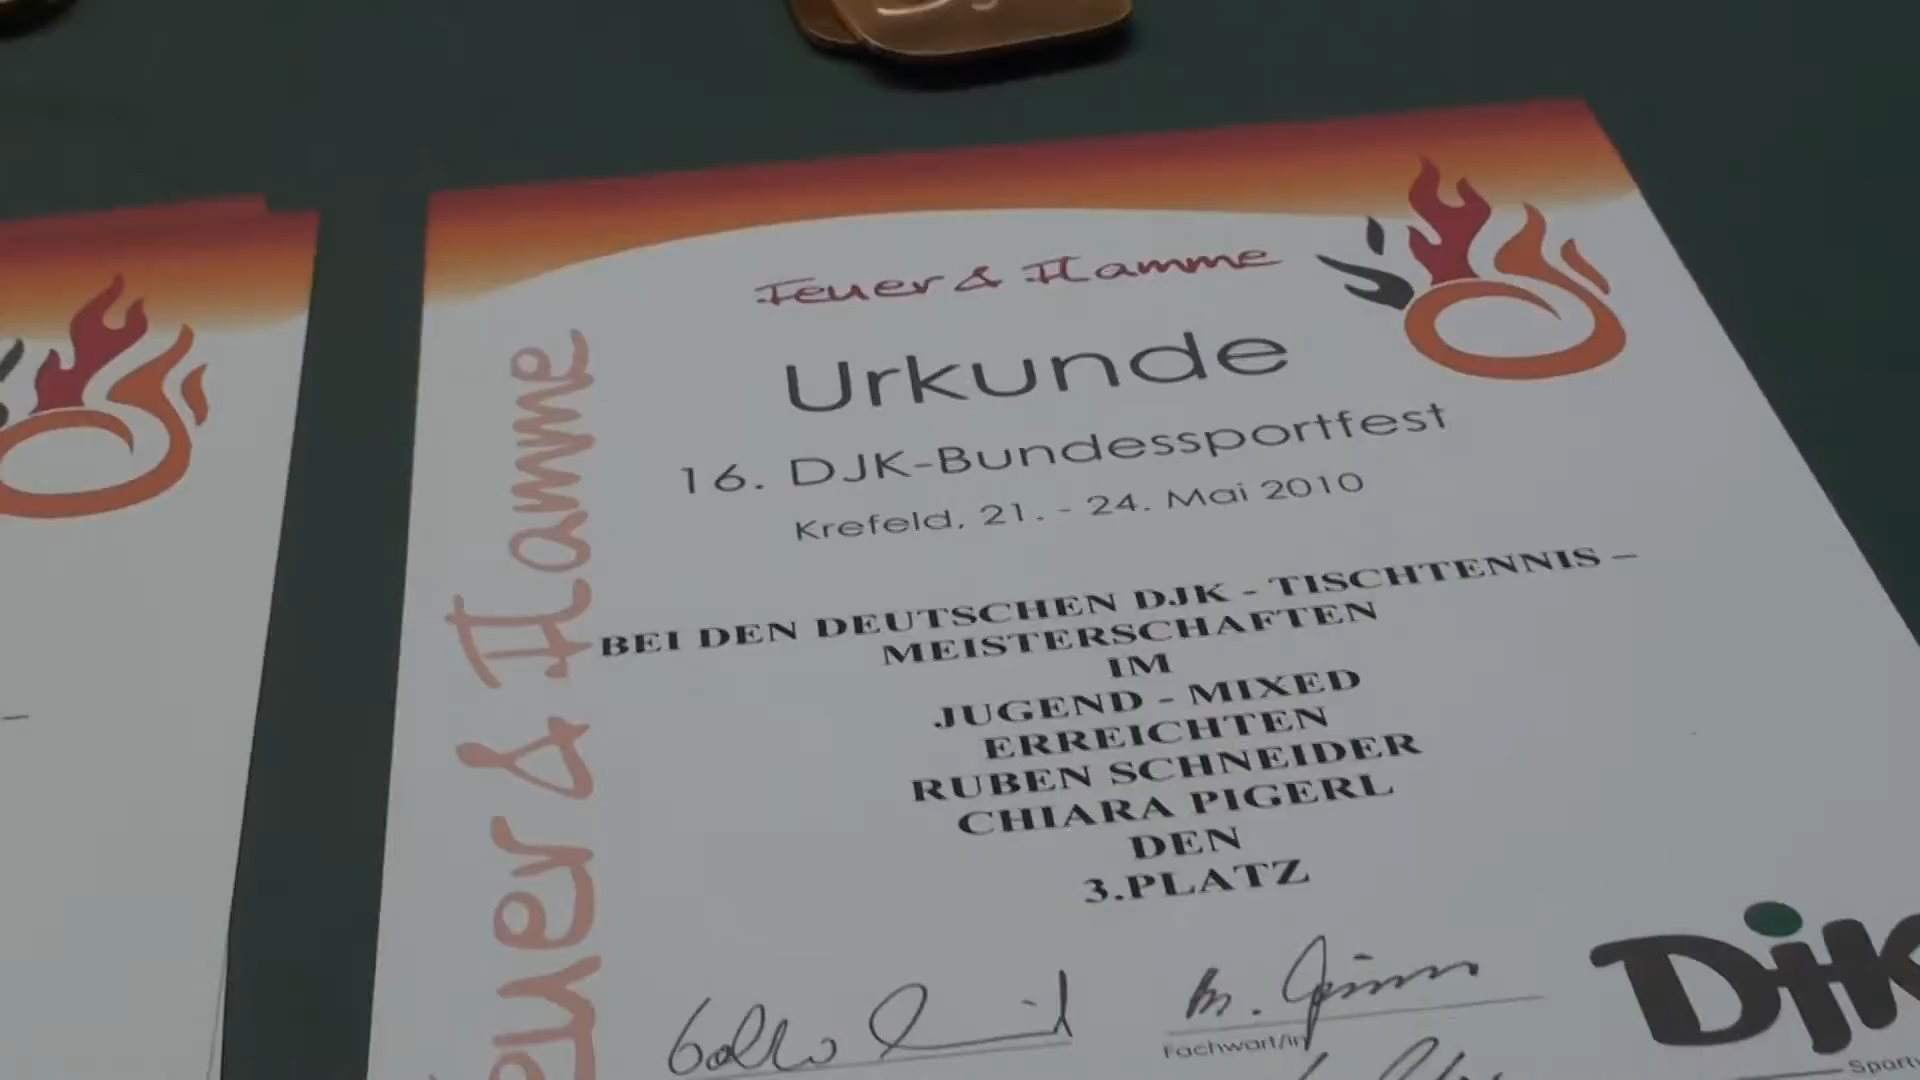 Feuer & Flamme
Urkunde
16. DJK-Bundessportfest
Krefeld, 21. - 24. Mai 2010
BEI DEN DEUTSCHEN DJK - TISCHTENNIS –
MEISTERSCHAFTEN
IM
JUGEND - MIXED
ERREICHTEN
RUBEN SCHNEIDER
CHIARA PIGERL
DEN
3.PLATZ
Feuer & Flamme
Fachwart/in
DJK